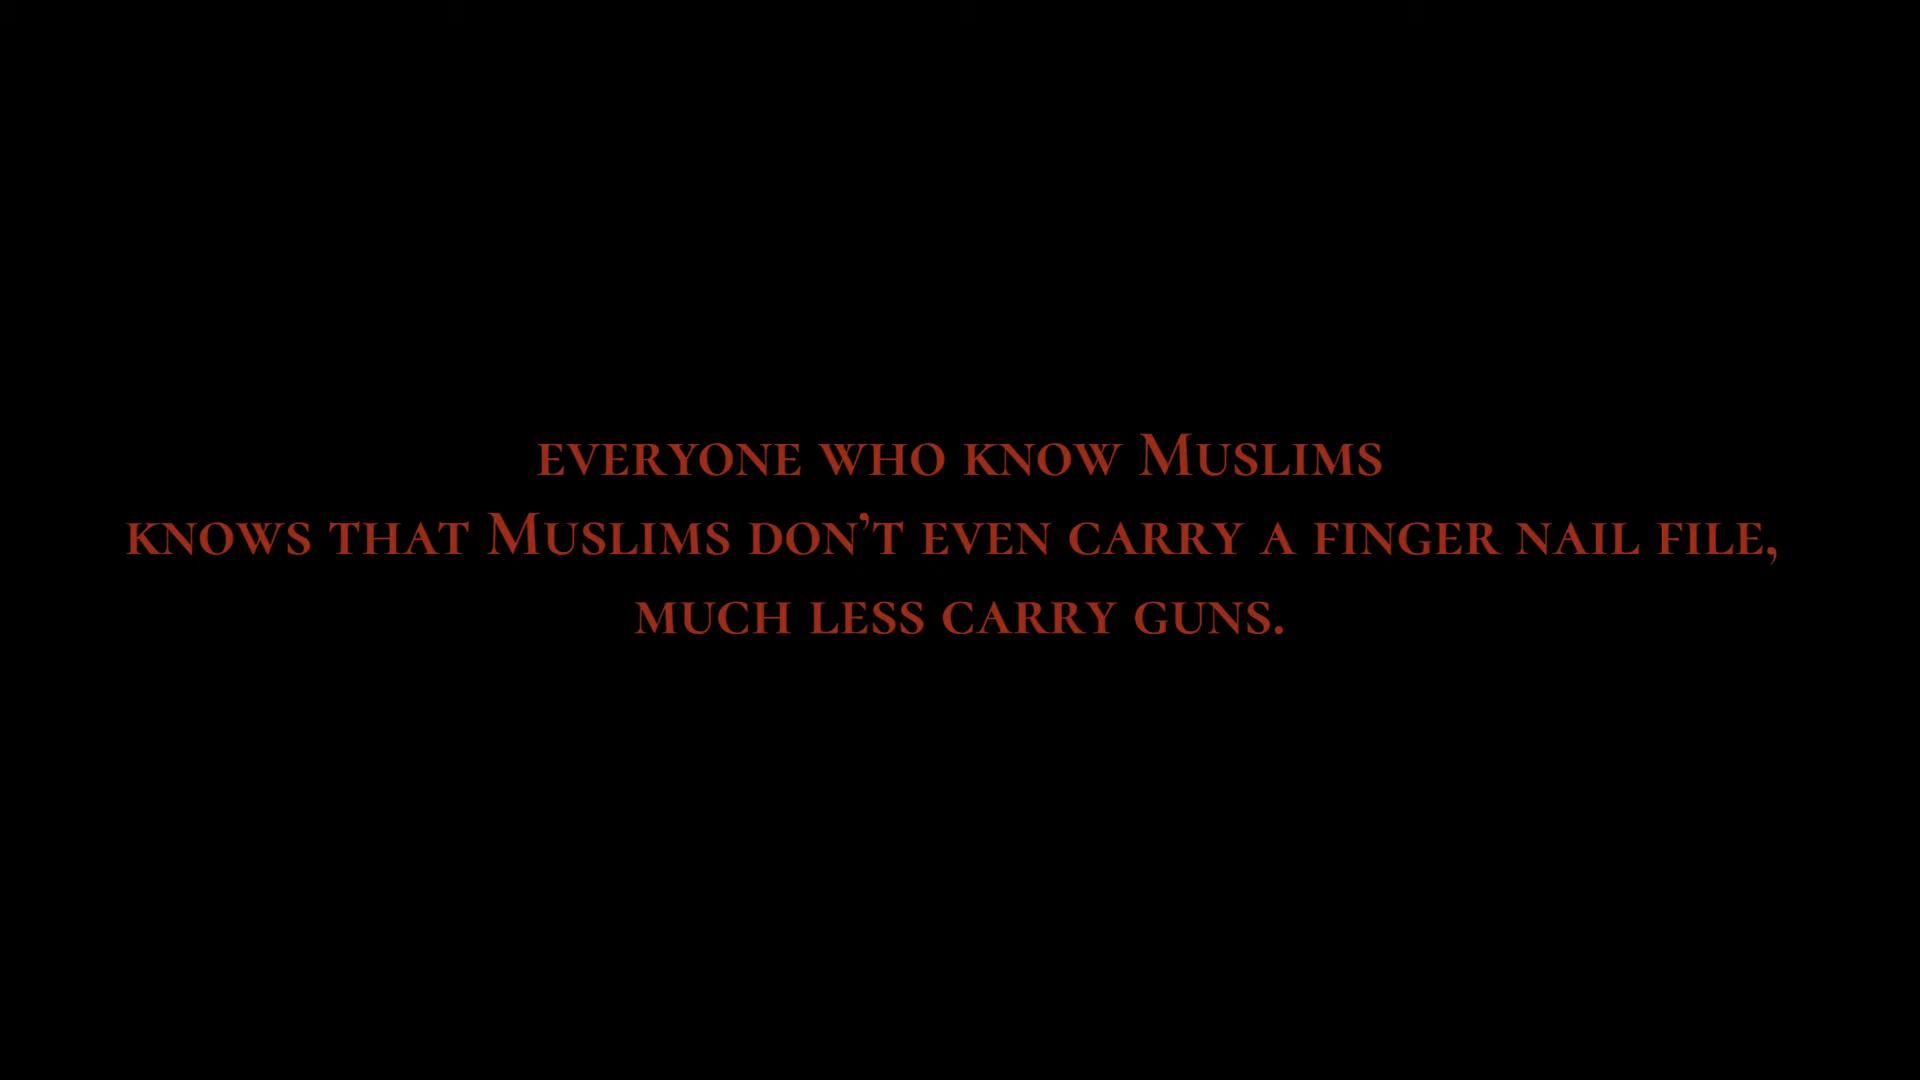 everyone who know Muslims
knows that Muslims don’t even carry a finger nail file,
much less carry guns.